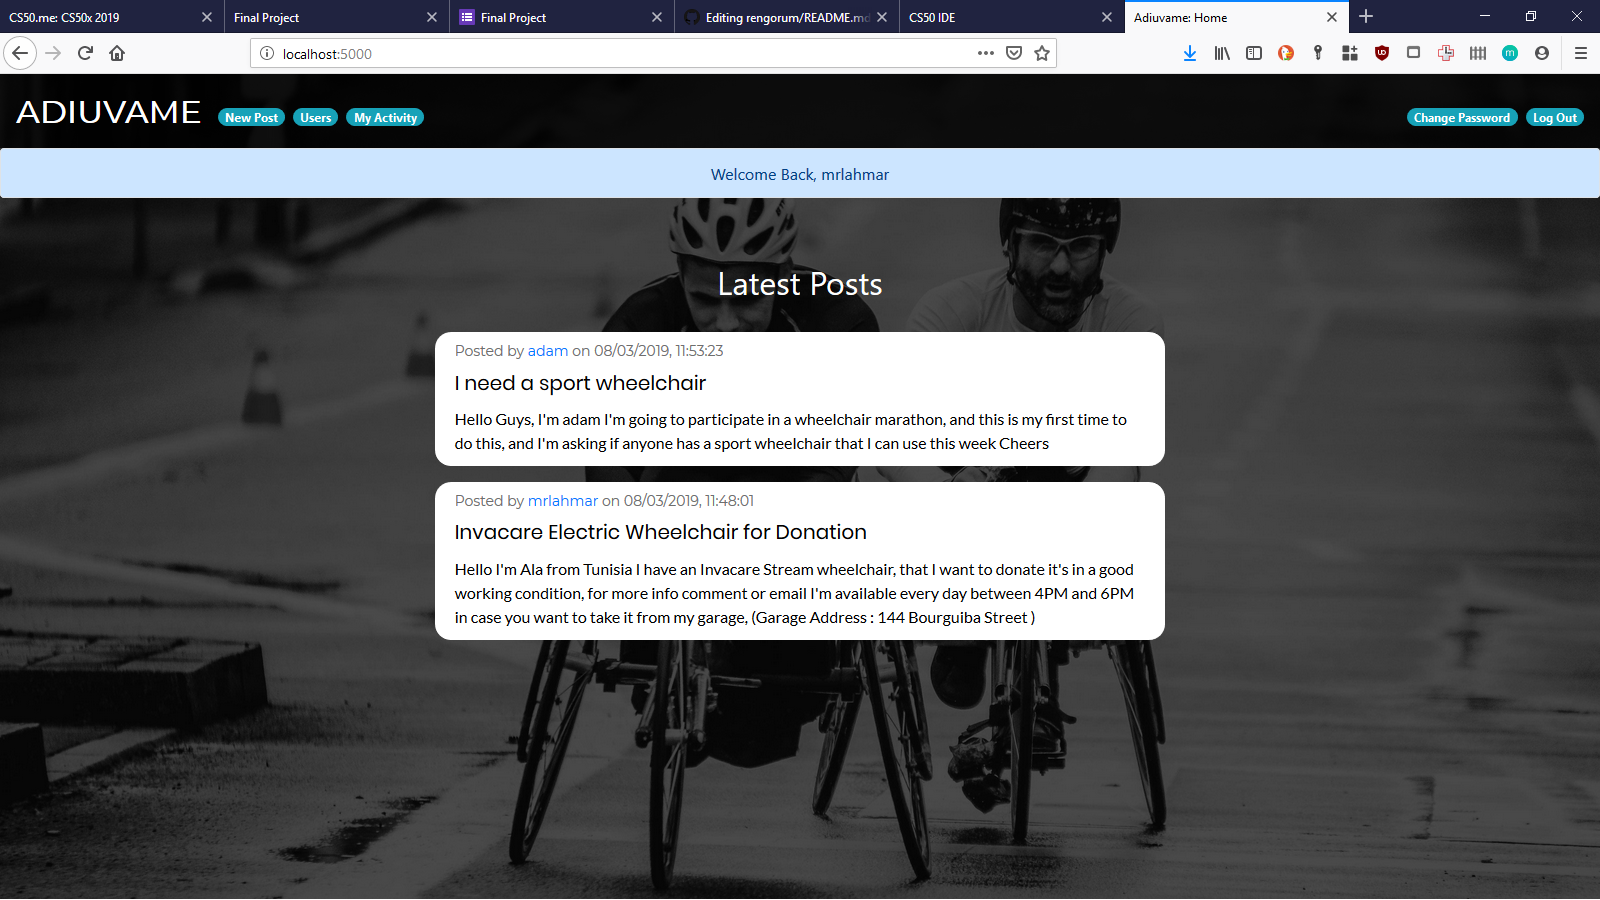 CS50.me: CS50x 2019
Final Project
Final Project
Editing rengorum/README.md
CS50 IDE
Adiuvame: Home
localhost:5000
ADIUVAME
New Post
Users
My Activity
Change Password
Log Out
Welcome Back, mrlahmar
Latest Posts
Posted by adam on 08/03/2019, 11:53:23
I need a sport wheelchair
Hello Guys, I'm adam I'm going to participate in a wheelchair marathon, and this is my first time to
do this, and I'm asking if anyone has a sport wheelchair that I can use this week Cheers
Posted by mrlahmar on 08/03/2019, 11:48:01
Invacare Electric Wheelchair for Donation
Hello I'm Ala from Tunisia I have an Invacare Stream wheelchair, that I want to donate it's in a good
working condition, for more info comment or email I'm available every day between 4PM and 6PM
in case you want to take it from my garage, (Garage Address : 144 Bourguiba Street )